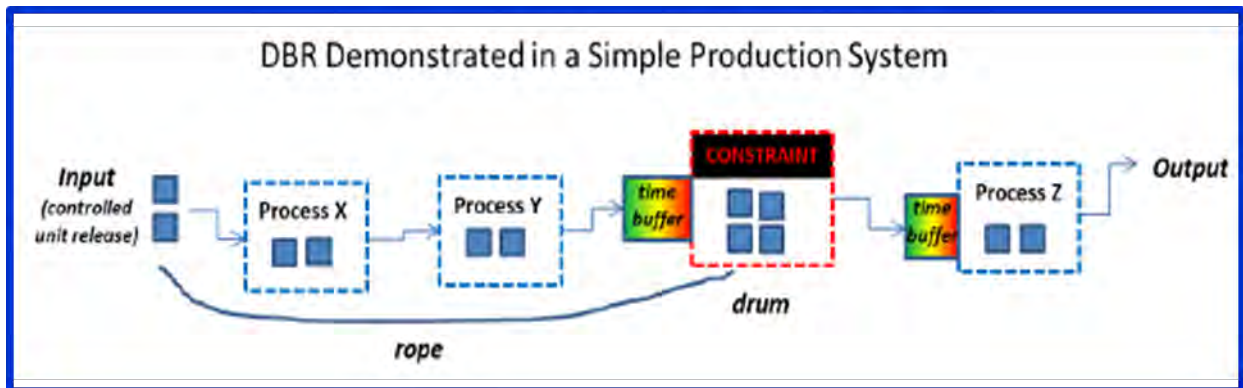 DBR Demonstrated in a Simple Production System
Input
(controlled
unit release)
Process X
Process Y
time
buffer
CONSTRAINT
drum
time
buffer
Process Z
Output
rope